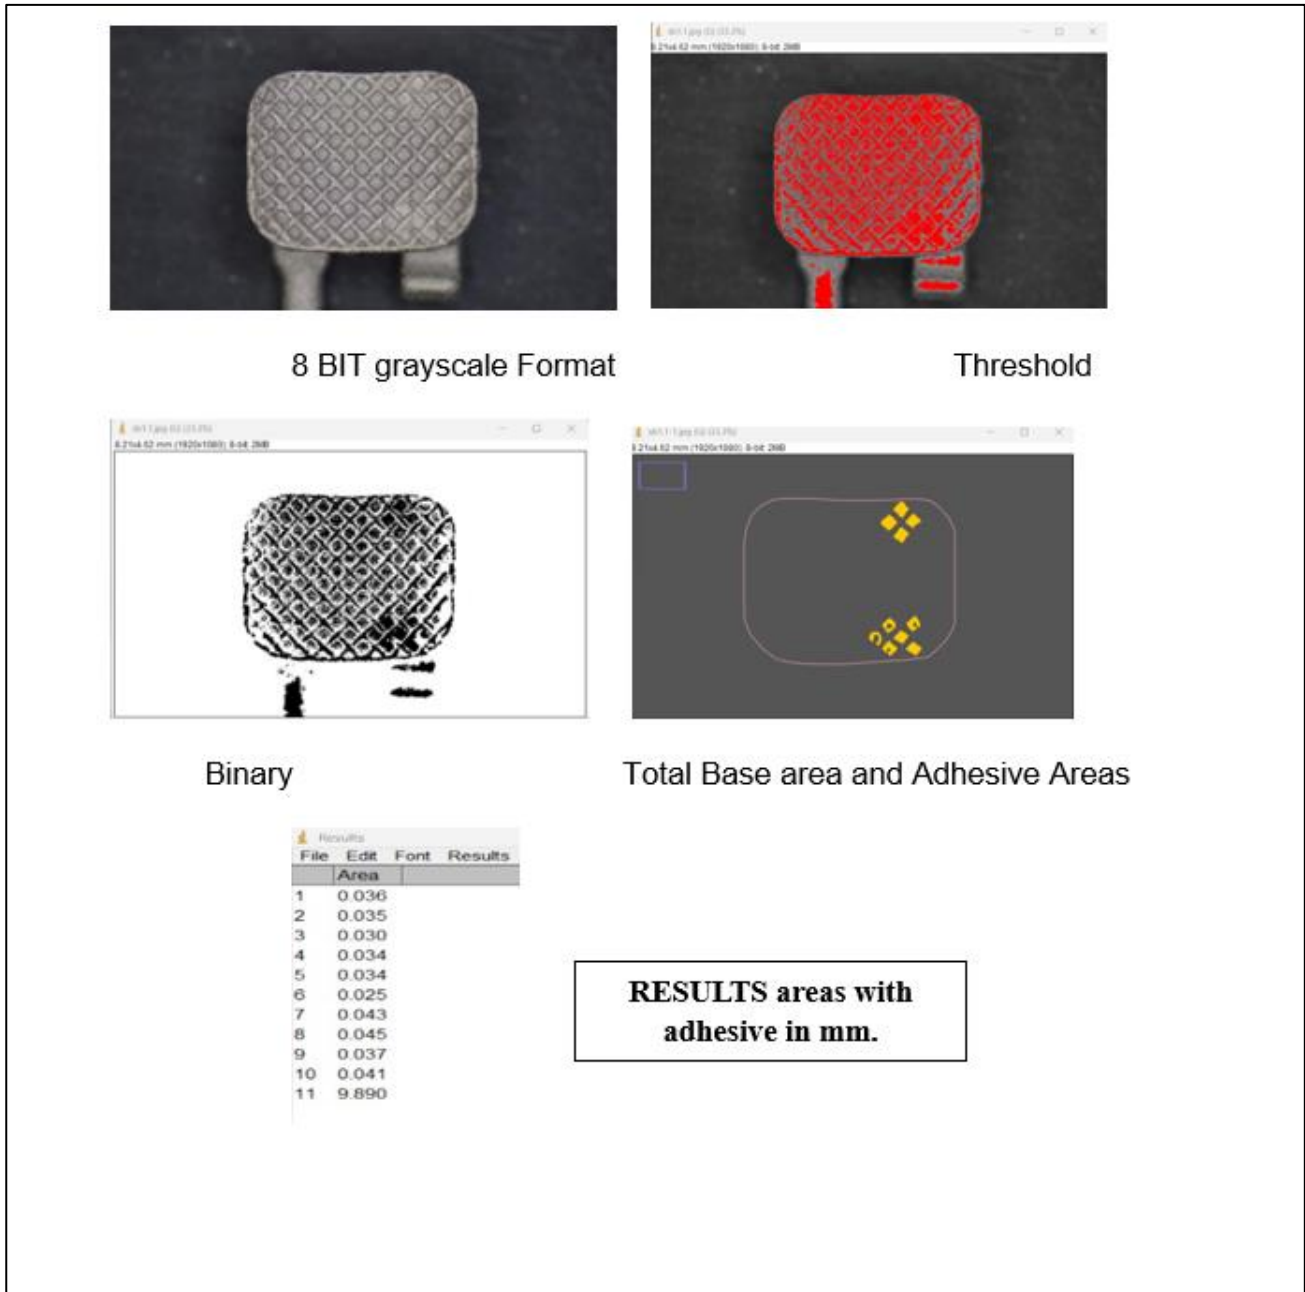 8 BIT grayscale Format
Threshold
Binary
Total Base area and Adhesive Areas
Results
File Edit Font Results
Area
1 0.036
2 0.035
3 0.030
4 0.034
5 0.034
6 0.025
7 0.043
8 0.045
9 0.037
10 0.041
11 9.890
RESULTS areas with
adhesive in mm.